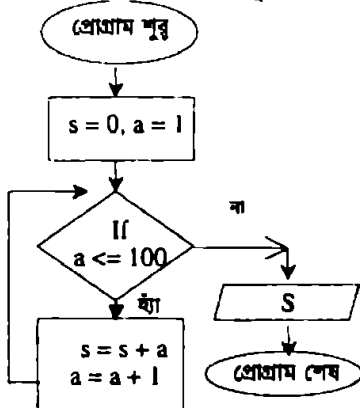 প্রোগ্রাম শুরু
s = 0, a = 1
If
a <= 100
না
হ্যাঁ
S
s = s + a
a = a + 1
প্রোগ্রাম শেষ